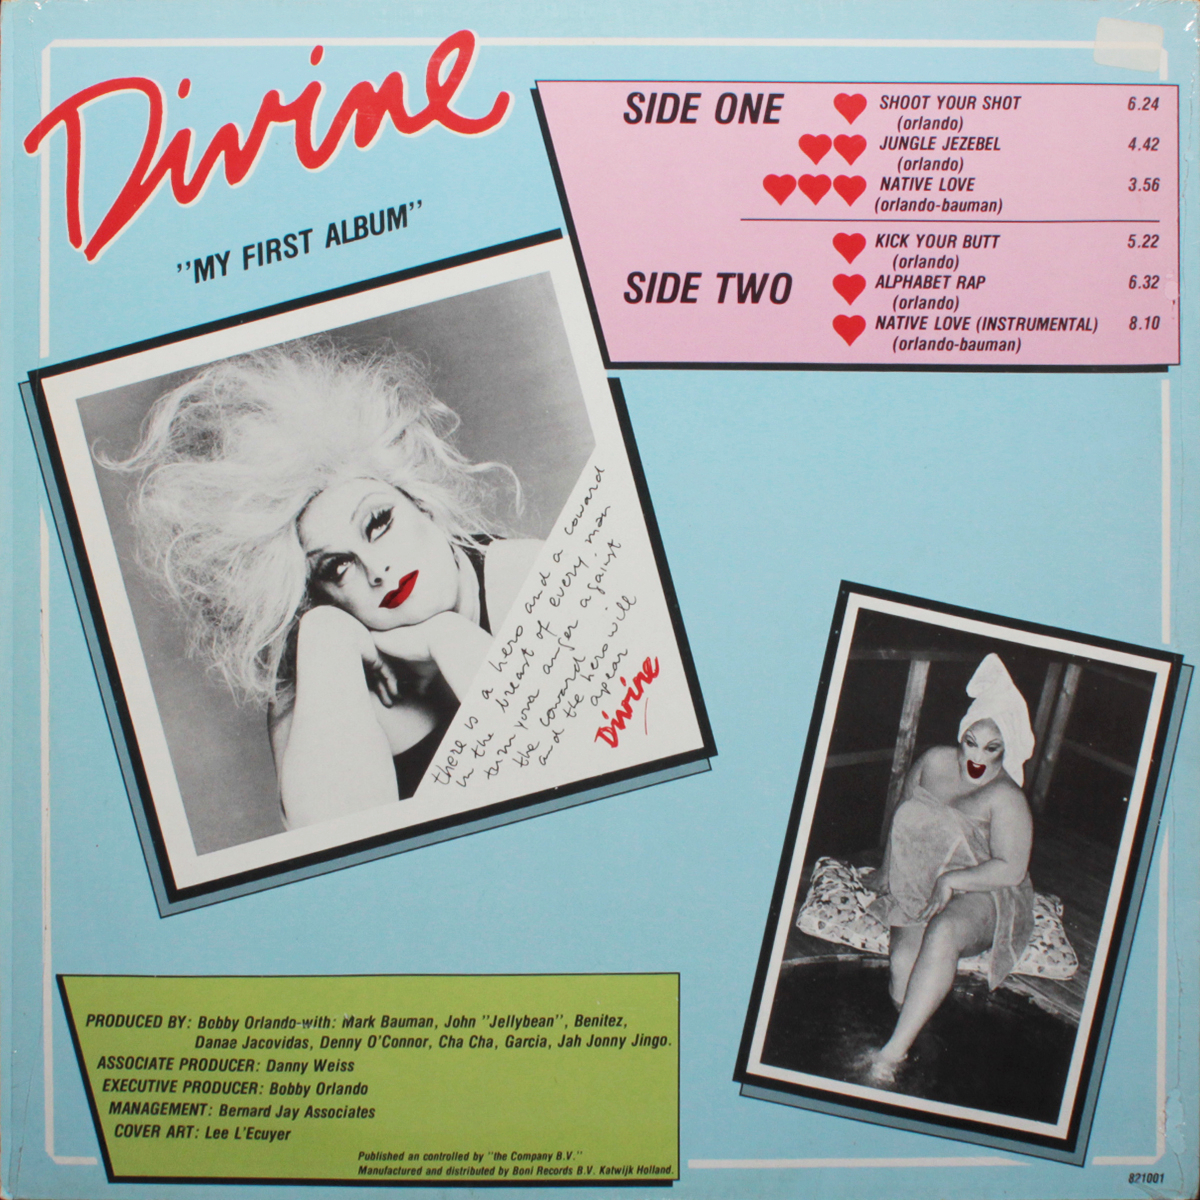 Divine
"MY FIRST ALBUM"
SIDE ONE
SHOOT YOUR SHOT 6.24
(orlando)
JUNGLE JEZEBEL 4.42
(orlando)
NATIVE LOVE 3.56
(orlando-bauman)
SIDE TWO
KICK YOUR BUTT 5.22
(orlando)
ALPHABET RAP 6.32
(orlando)
NATIVE LOVE (INSTRUMENTAL) 8.10
(orlando-bauman)
there is a hero and a coward
in the breast of every man
turn your anger against
the coward
and the hero will
apear
Divine
PRODUCED BY: Bobby Orlando-with: Mark Bauman, John "Jellybean", Benitez,
Danae Jacovidas, Denny O'Connor, Cha Cha, Garcia, Jah Jonny Jingo.
ASSOCIATE PRODUCER: Danny Weiss
EXECUTIVE PRODUCER: Bobby Orlando
MANAGEMENT: Bernard Jay Associates
COVER ART: Lee L'Ecuyer
Published an controlled by "the Company B.V."
Manufactured and distributed by Boni Records B.V. Katwijk Holland.
821001